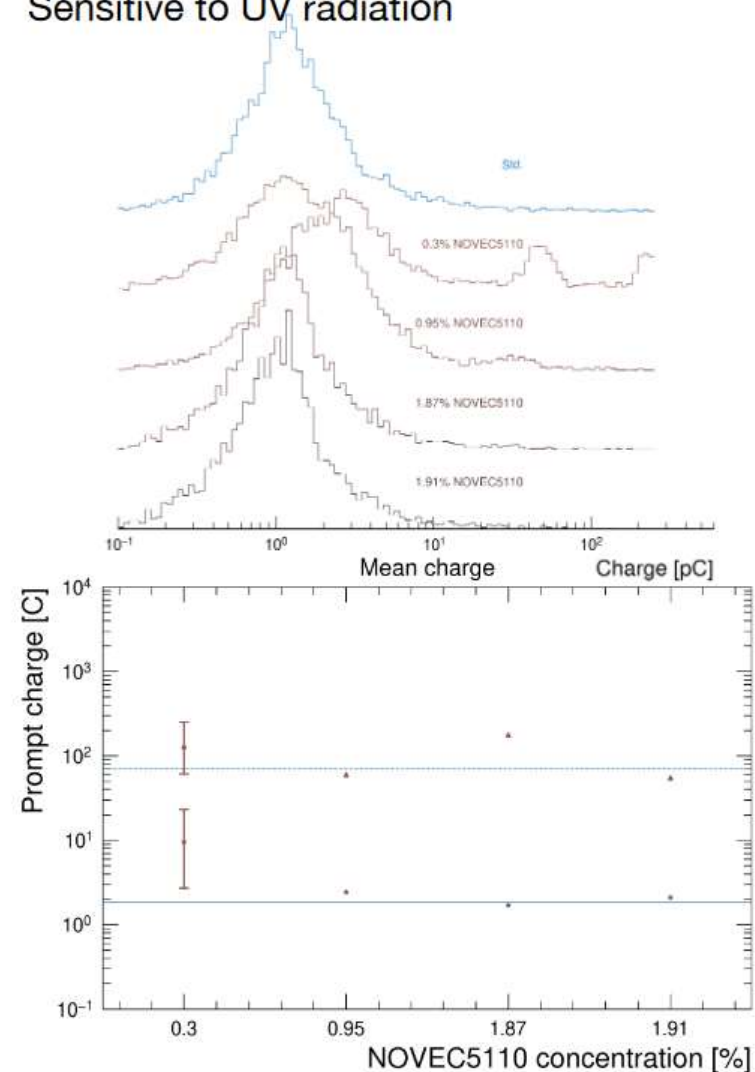 Sensitive to UV radiation
Std.
0.3% NOVEC5110
0.95% NOVEC5110
1.87% NOVEC5110
1.91% NOVEC5110
10⁻¹ 10⁰ 10¹ 10²
Mean charge Charge [pC]
Prompt charge [C]
10⁴
10³
10²
10¹
10⁰
10⁻¹
0.3 0.95 1.87 1.91
NOVEC5110 concentration [%]